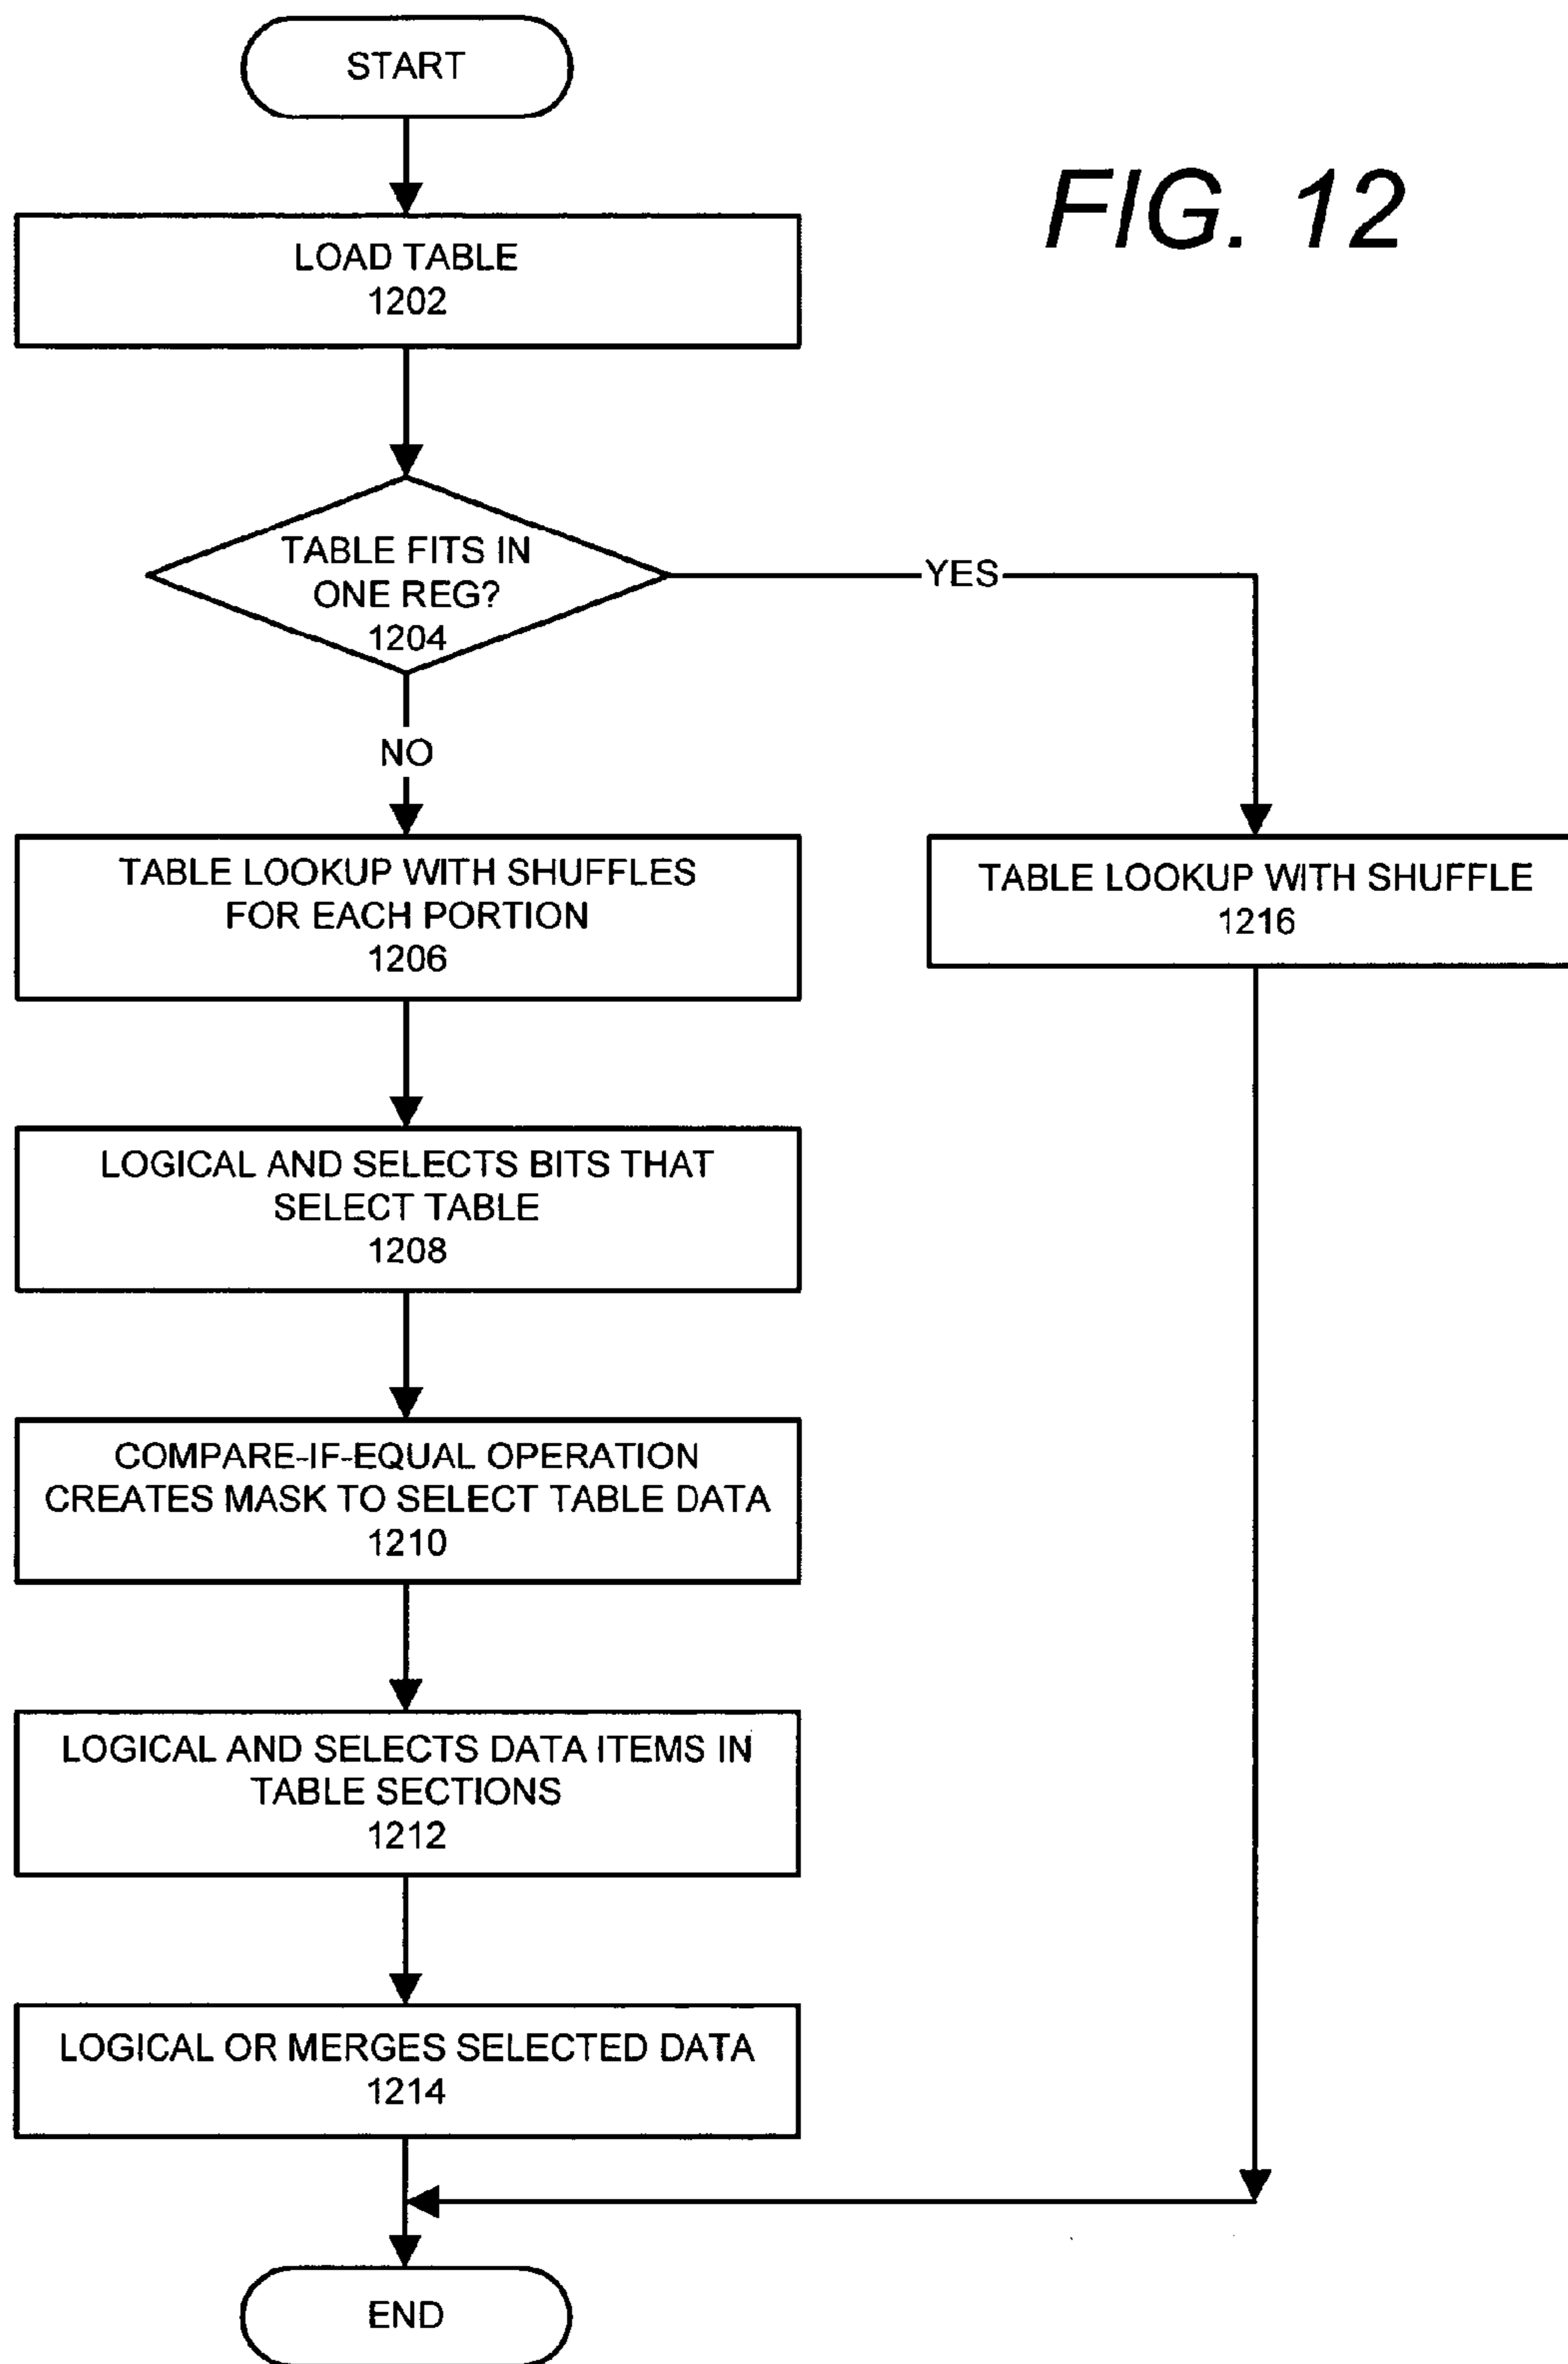 START
FIG. 12
LOAD TABLE
1202
TABLE FITS IN
ONE REG?
1204
YES
NO
TABLE LOOKUP WITH SHUFFLES
FOR EACH PORTION
1206
TABLE LOOKUP WITH SHUFFLE
1216
LOGICAL AND SELECTS BITS THAT
SELECT TABLE
1208
COMPARE-IF-EQUAL OPERATION
CREATES MASK TO SELECT TABLE DATA
1210
LOGICAL AND SELECTS DATA ITEMS IN
TABLE SECTIONS
1212
LOGICAL OR MERGES SELECTED DATA
1214
END